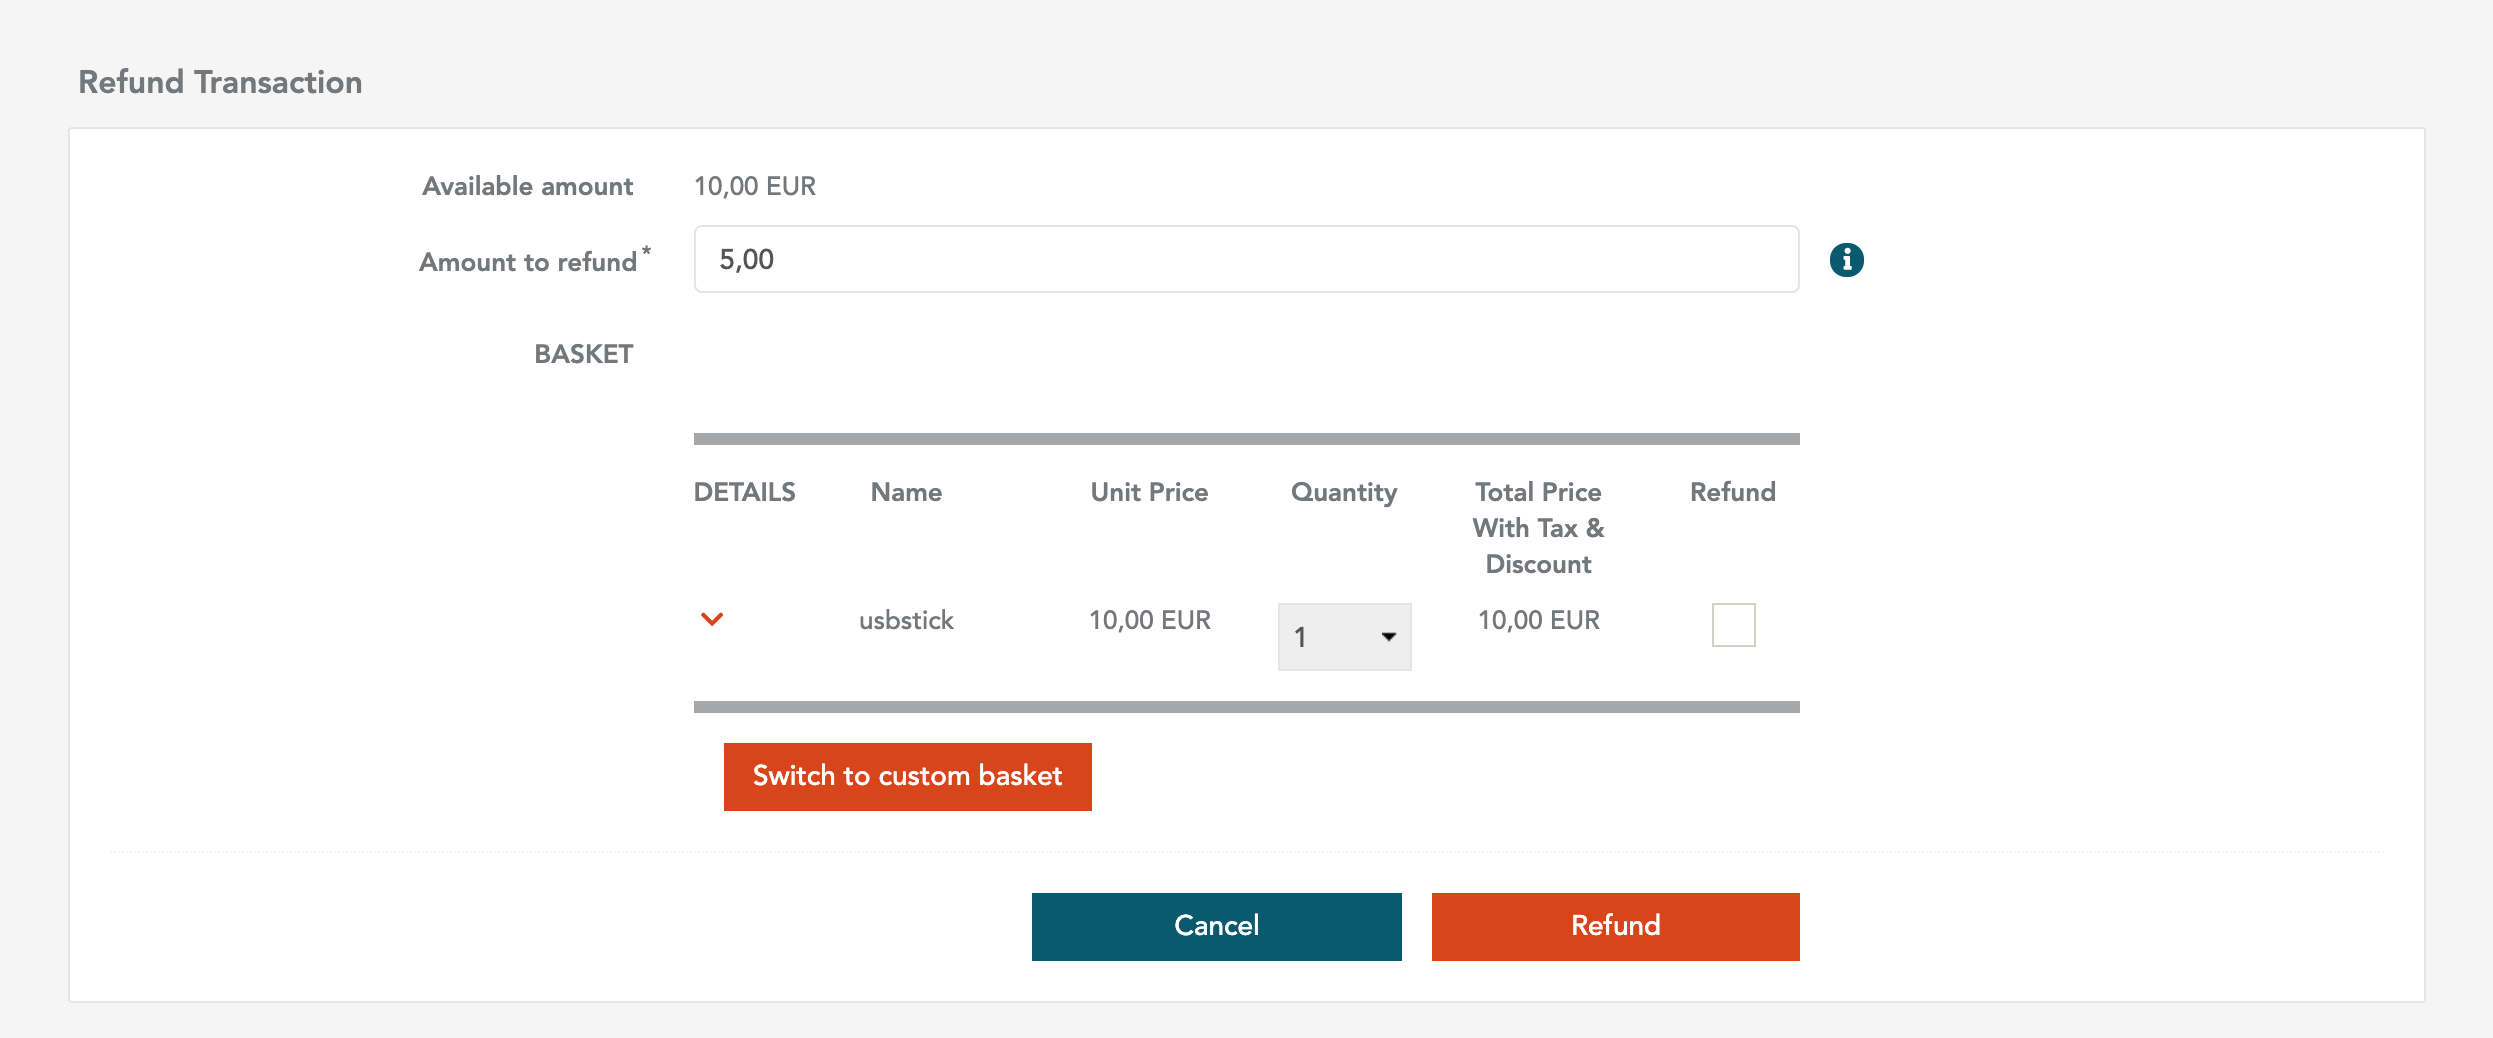 Refund Transaction
Available amount 10,00 EUR
Amount to refund * 5,00
BASKET
DETAILS Name Unit Price Quantity Total Price Refund
With Tax &
Discount
usbstick 10,00 EUR 1 10,00 EUR
Switch to custom basket
Cancel Refund